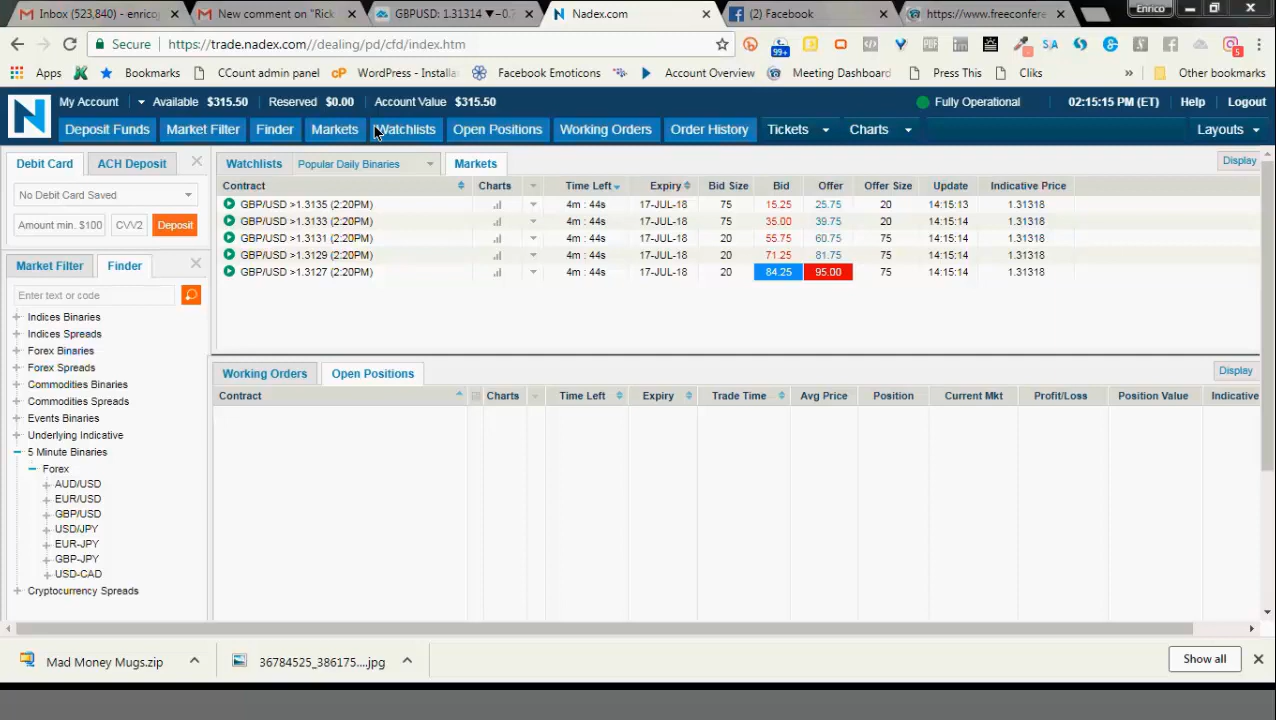 Inbox (523,840) - enrico
New comment on "Rick
GBPUSD: 1.31314 ▼−0.
Nadex.com
(2) Facebook
https://www.freeconfere
Enrico
Secure
https://trade.nadex.com//dealing/pd/cfd/index.htm
99+
5
Apps
Bookmarks
CCount admin panel
WordPress - Installa
Facebook Emoticons
Account Overview
Meeting Dashboard
Press This
Cliks
»
Other bookmarks
My Account Available $315.50 Reserved $0.00 Account Value $315.50 Fully Operational 02:15:15 PM (ET) Help Logout
Deposit Funds Market Filter Finder Markets Watchlists Open Positions Working Orders Order History Tickets Charts Layouts
Debit Card ACH Deposit
No Debit Card Saved
Amount min. $100 CVV/2 Deposit
Market Filter Finder
Enter text or code
Indices Binaries
Indices Spreads
Forex Binaries
Forex Spreads
Commodities Binaries
Commodities Spreads
Events Binaries
Underlying Indicative
5 Minute Binaries
Forex
AUD/USD
EUR/USD
GBP/USD
USD/JPY
EUR-JPY
GBP-JPY
USD-CAD
Cryptocurrency Spreads
Watchlists Popular Daily Binaries Markets Display
Contract Charts Time Left Expiry Bid Size Bid Offer Offer Size Update Indicative Price
GBP/USD >1.3135 (2:20PM) 4m : 44s 17-JUL-18 75 15.25 25.75 20 14:15:13 1.31318
GBP/USD >1.3133 (2:20PM) 4m : 44s 17-JUL-18 75 35.00 39.75 20 14:15:14 1.31318
GBP/USD >1.3131 (2:20PM) 4m : 44s 17-JUL-18 20 55.75 60.75 75 14:15:14 1.31318
GBP/USD >1.3129 (2:20PM) 4m : 44s 17-JUL-18 20 71.25 81.75 75 14:15:14 1.31318
GBP/USD >1.3127 (2:20PM) 4m : 44s 17-JUL-18 20 84.25 95.00 75 14:15:14 1.31318
Working Orders Open Positions Display
Contract Charts Time Left Expiry Trade Time Avg Price Position Current Mkt Profit/Loss Position Value Indicative
Mad Money Mugs.zip
36784525_386175....jpg
Show all